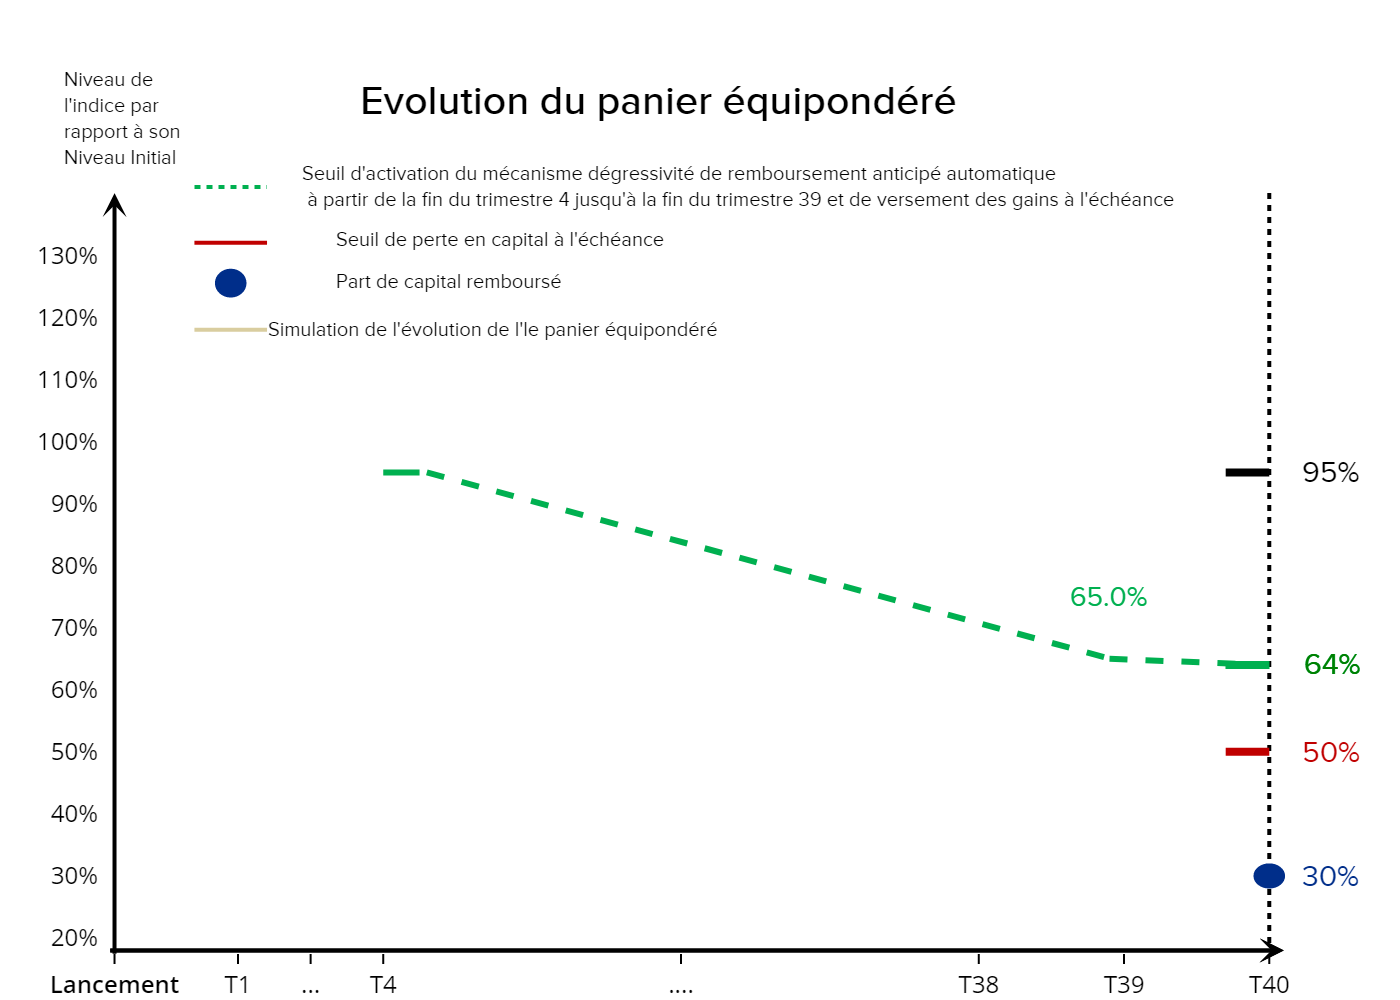 Niveau de
l'indice par
rapport à son
Niveau Initial
Evolution du panier équipondéré
Seuil d'activation du mécanisme dégressivité de remboursement anticipé automatique
à partir de la fin du trimestre 4 jusqu'à la fin du trimestre 39 et de versement des gains à l'échéance
Seuil de perte en capital à l'échéance
Part de capital remboursé
Simulation de l'évolution de l'le panier équipondéré
130%
120%
110%
100%
90%
80%
70%
60%
50%
40%
30%
20%
65.0%
95%
64%
50%
30%
Lancement T1 ... T4 .... T38 T39 T40